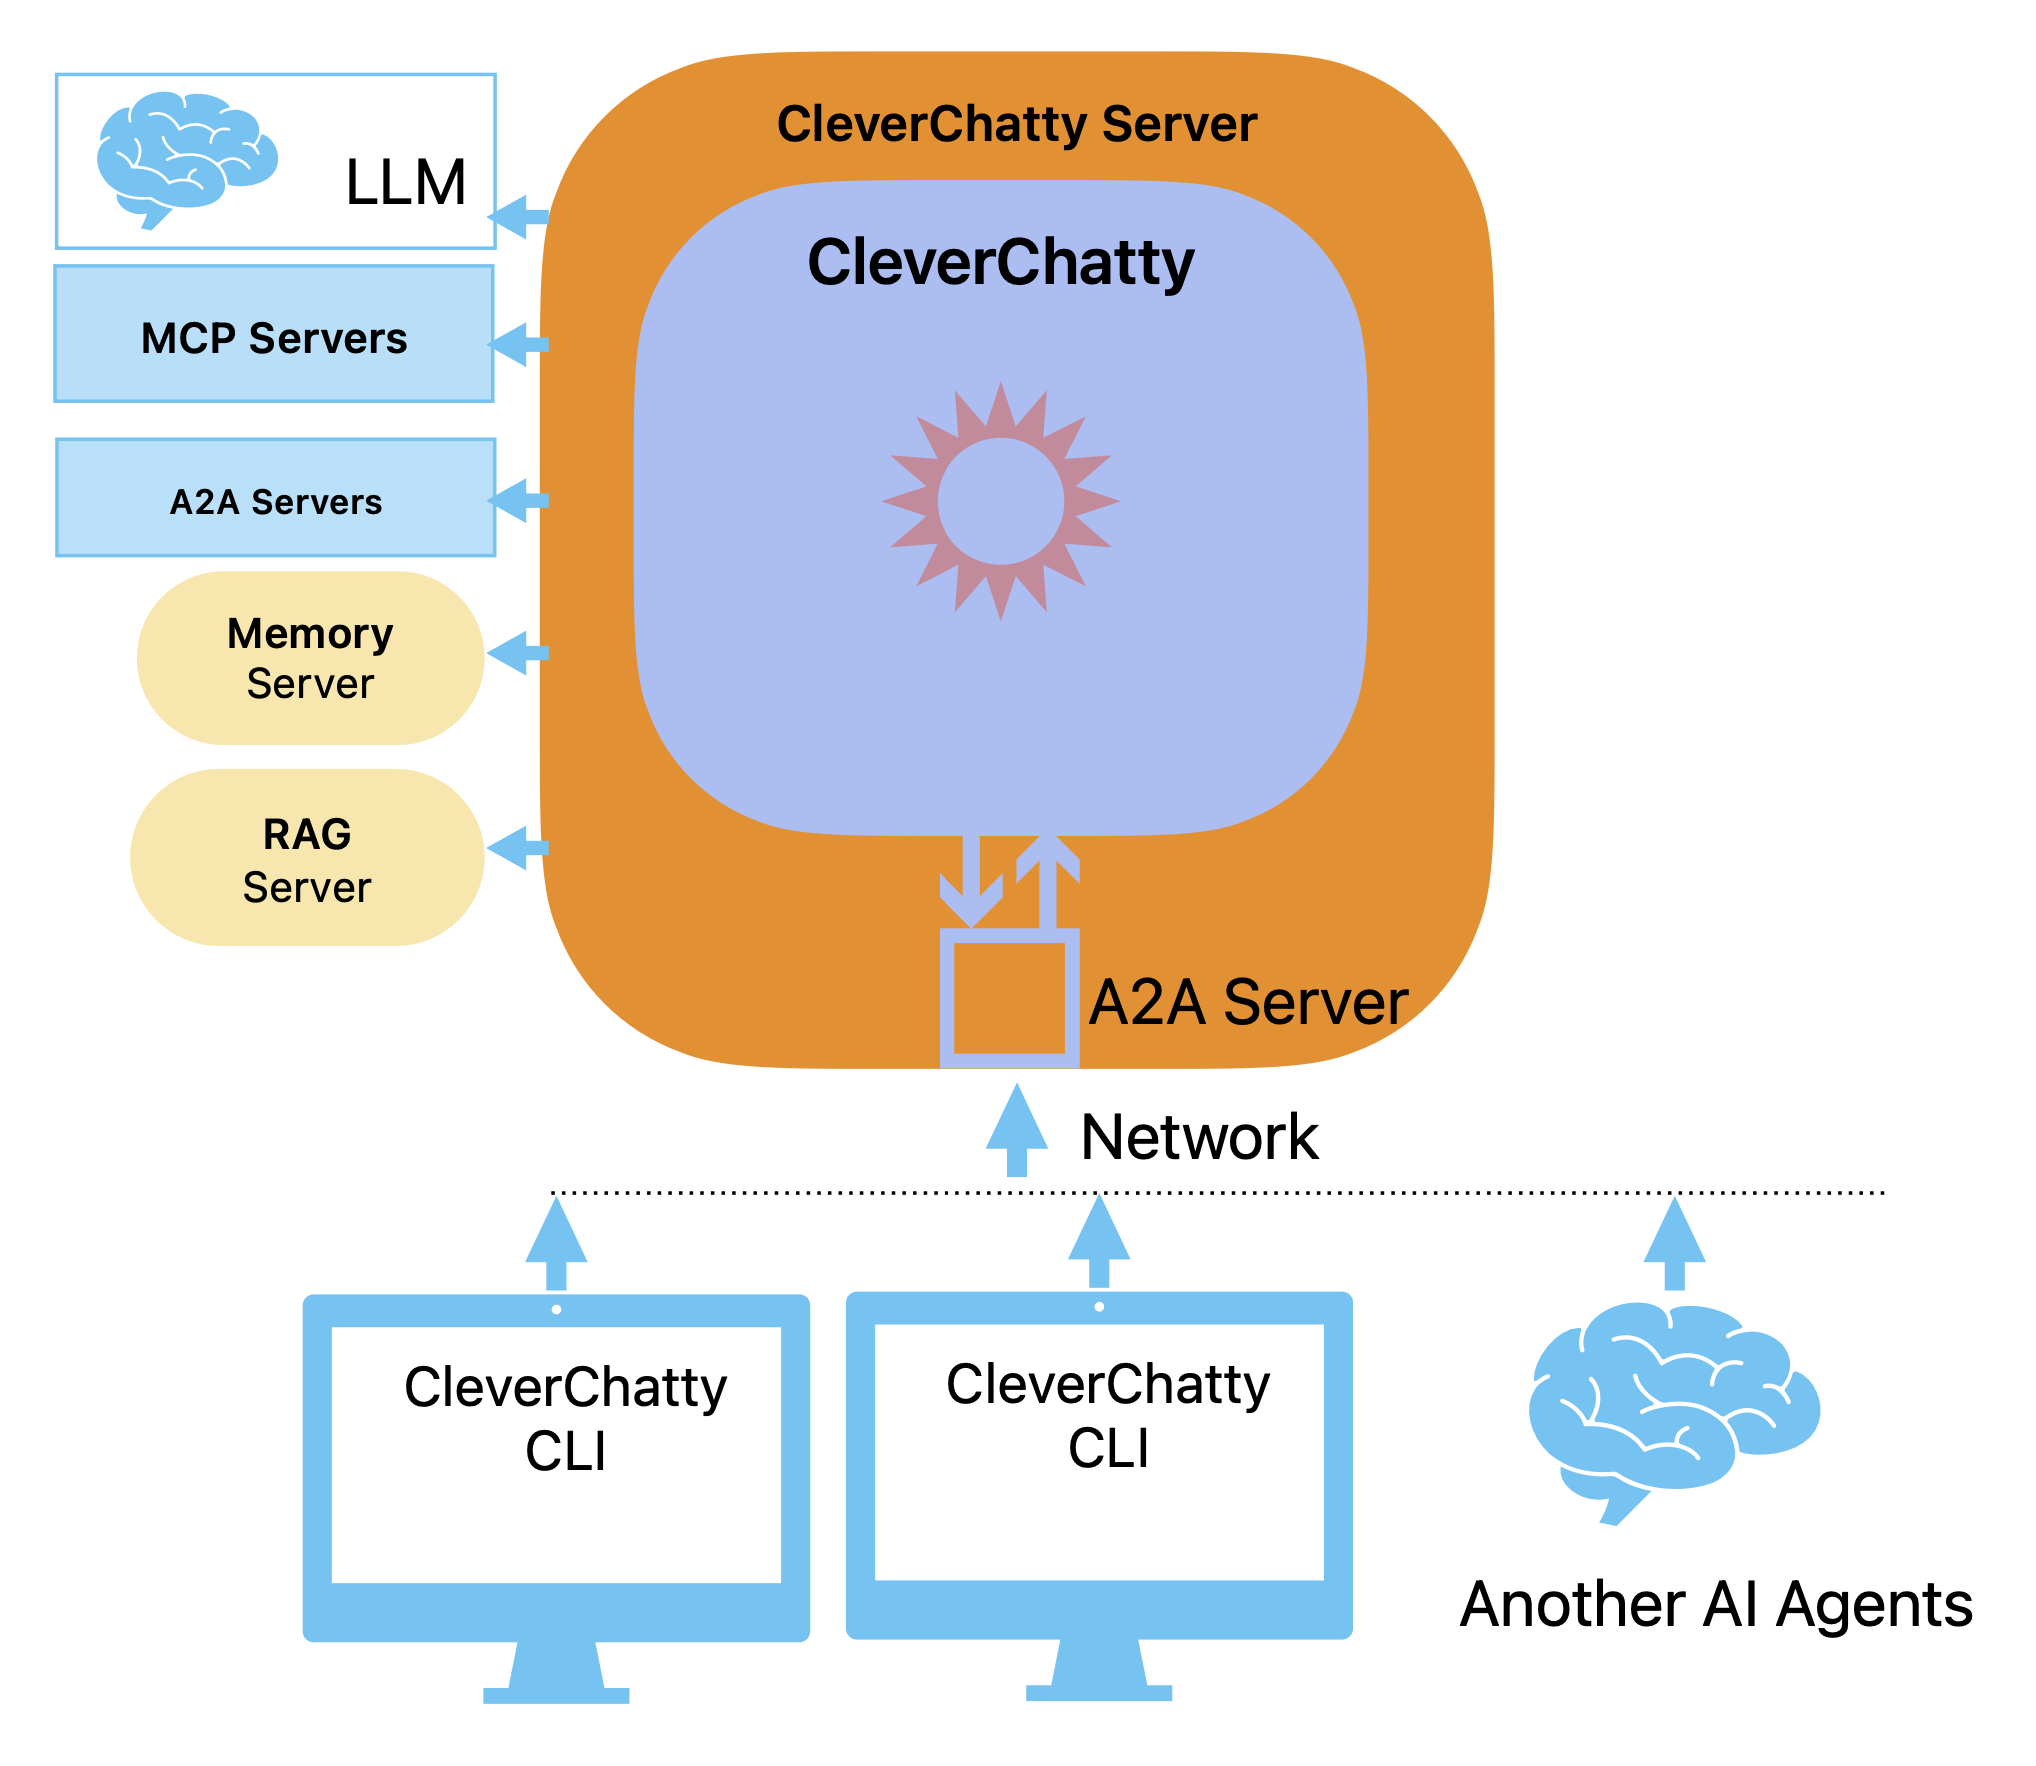 LLM
MCP Servers
A2A Servers
Memory
Server
RAG
Server
CleverChatty Server
CleverChatty
A2A Server
Network
CleverChatty
CLI
CleverChatty
CLI
Another AI Agents